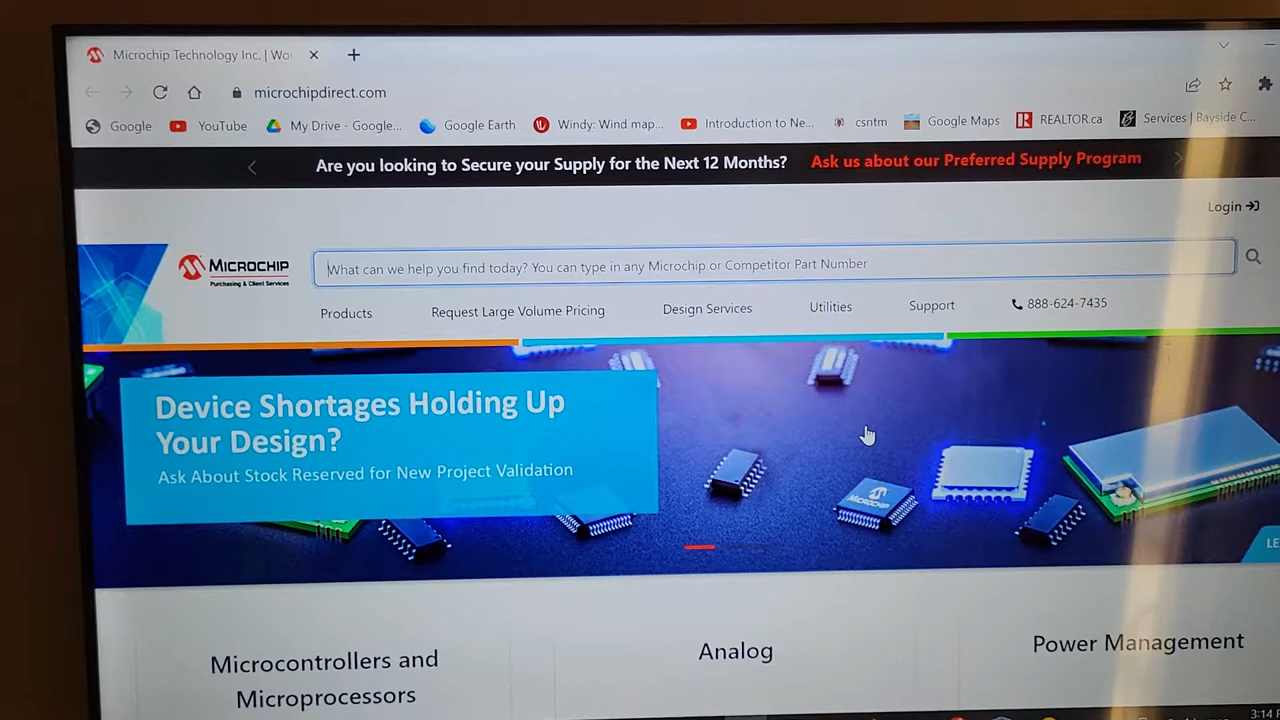 Microchip Technology Inc. | Wo
microchipdirect.com
Google YouTube My Drive - Google... Google Earth Windy: Wind map... Introduction to Ne... csntm Google Maps REALTOR.ca Services | Bayside C...
Are you looking to Secure your Supply for the Next 12 Months? Ask us about our Preferred Supply Program
Login
MICROCHIP
Purchasing & Client Services
What can we help you find today? You can type in any Microchip or Competitor Part Number
Products Request Large Volume Pricing Design Services Utilities Support 888-624-7435
Device Shortages Holding Up
Your Design?
Ask About Stock Reserved for New Project Validation
MICROCHIP
LE
Microcontrollers and
Microprocessors
Analog
Power Management
3:14